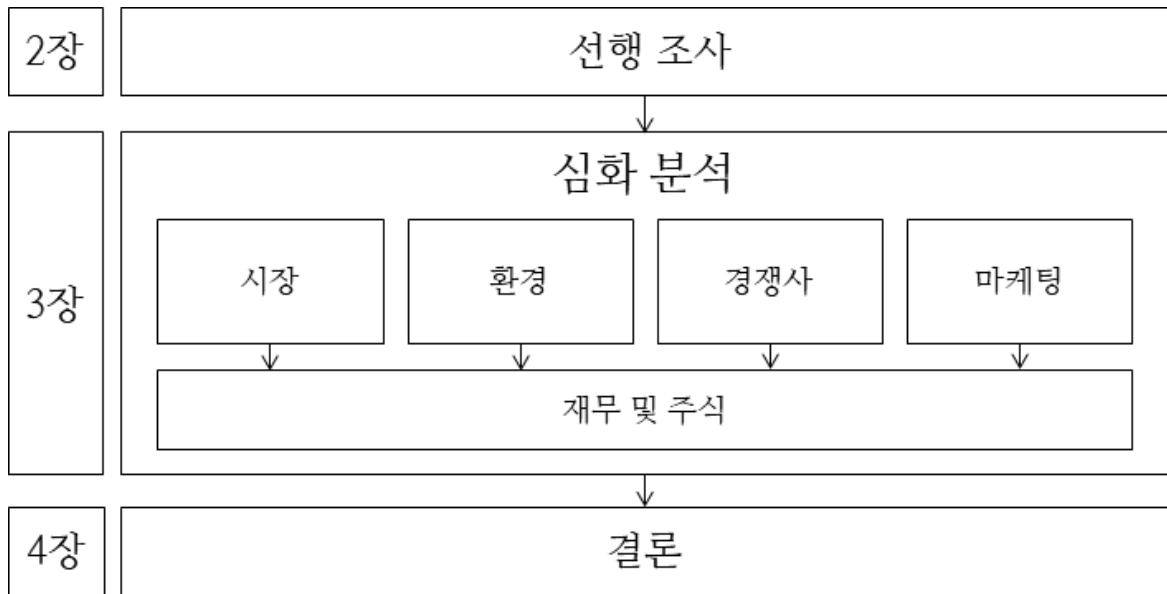 2장
선행 조사
3장
심화 분석
시장
환경
경쟁사
마케팅
재무 및 주식
4장
결론